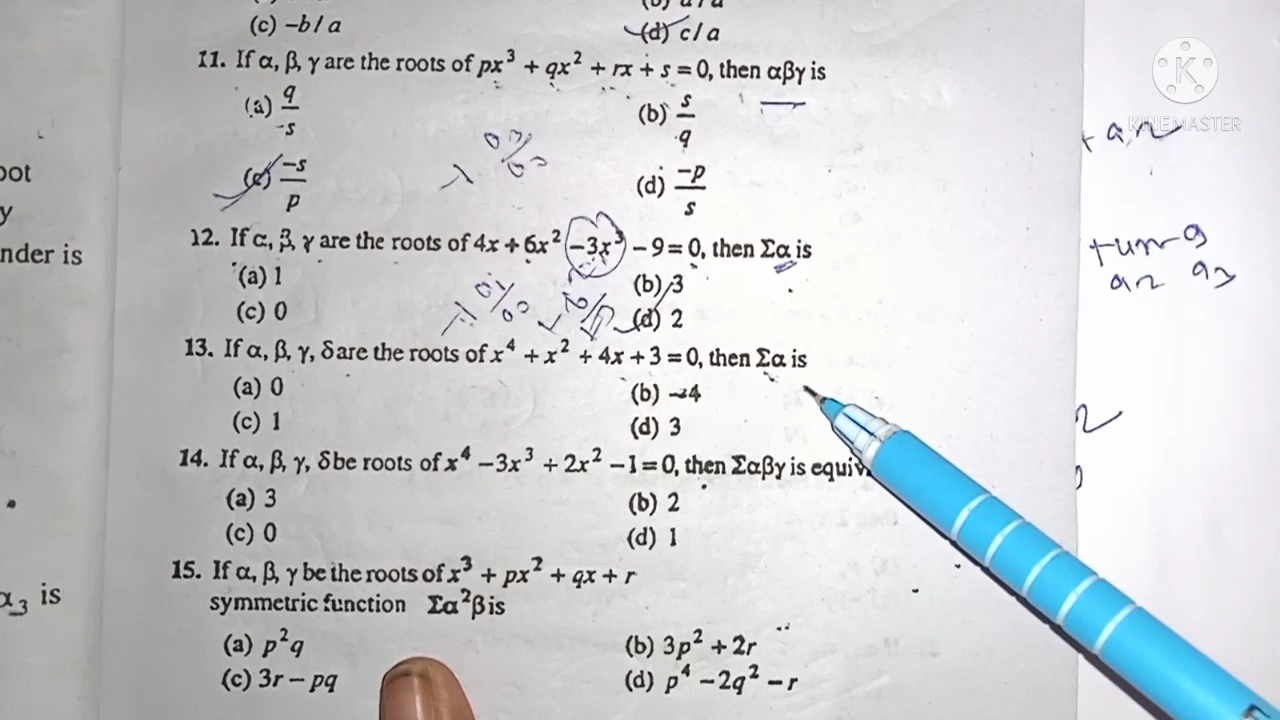 (c) –b / a (d) c / a
11. If α, β, γ are the roots of px³ + qx² + rx + s = 0, then αβγ is
(a) q/-s (b) s/q
(c) -s/p (d) -p/s
12. If α, β, γ are the roots of 4x + 6x² –3x³ – 9 = 0, then Σα is
(a) 1 (b) 3
(c) 0 (d) 2
13. If α, β, γ, δ are the roots of x⁴ + x² + 4x + 3 = 0, then Σα is
(a) 0 (b) –4
(c) 1 (d) 3
14. If α, β, γ, δ be roots of x⁴ – 3x³ + 2x² – 1 = 0, then Σαβγ is
(a) 3 (b) 2
(c) 0 (d) 1
15. If α, β, γ be the roots of x³ + px² + qx + r
symmetric function Σα²β is
(a) p²q (b) 3p² + 2r
(c) 3r – pq (d) p⁴ – 2q² – r
oot
y
nder is
α₃ is
K
KINEMASTER